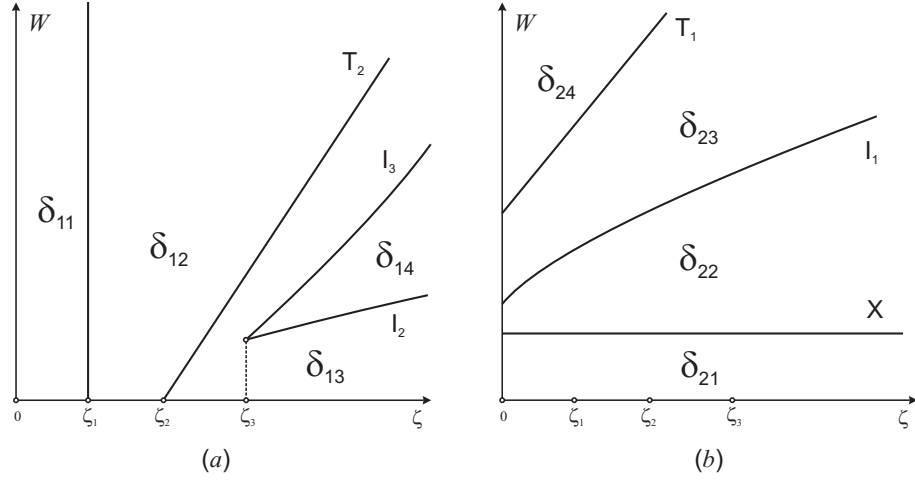 W
T₂
I₃
δ₁₁
δ₁₂
δ₁₄
I₂
δ₁₃
0
ζ₁
ζ₂
ζ₃
ζ
(a)
W
T₁
δ₂₄
δ₂₃
I₁
δ₂₂
X
δ₂₁
0
ζ₁
ζ₂
ζ₃
ζ
(b)